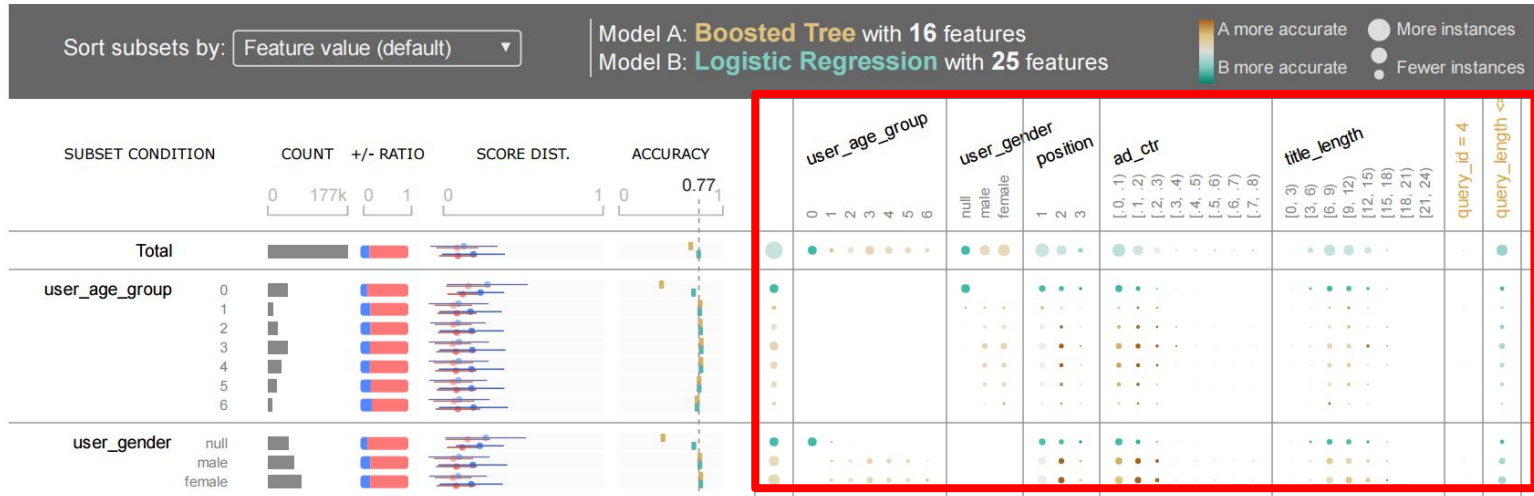 Sort subsets by: Feature value (default) ▼
Model A: Boosted Tree with 16 features
Model B: Logistic Regression with 25 features
A more accurate
B more accurate
More instances
Fewer instances
SUBSET CONDITION COUNT +/- RATIO SCORE DIST. ACCURACY
0 177k 0 1 0 1 0 0.77 1
user_age_group user_gender position ad_ctr title_length query_id = 4 query_length <=
0 1 2 3 4 5 6
null male female
1 2 3
[.0, .1) [.1, .2) [.2, .3) [.3, .4) [.4, .5) [.5, .6) [.6, .7) [.7, .8)
[0, 3) [3, 6) [6, 9) [9, 12) [12, 15) [15, 18) [18, 21) [21, 24)
Total
user_age_group 0
1
2
3
4
5
6
user_gender null
male
female